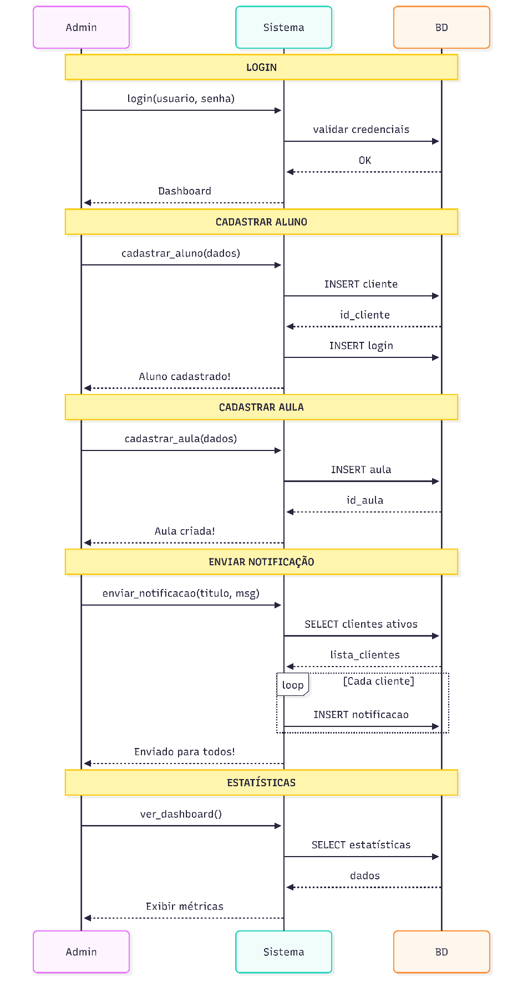 Admin
Sistema
BD
LOGIN
login(usuario, senha)
validar credenciais
OK
Dashboard
CADASTRAR ALUNO
cadastrar_aluno(dados)
INSERT cliente
id_cliente
INSERT login
Aluno cadastrado!
CADASTRAR AULA
cadastrar_aula(dados)
INSERT aula
id_aula
Aula criada!
ENVIAR NOTIFICAÇÃO
enviar_notificacao(titulo, msg)
SELECT clientes ativos
lista_clientes
loop
[Cada cliente]
INSERT notificacao
Enviado para todos!
ESTATÍSTICAS
ver_dashboard()
SELECT estatísticas
dados
Exibir métricas
Admin
Sistema
BD